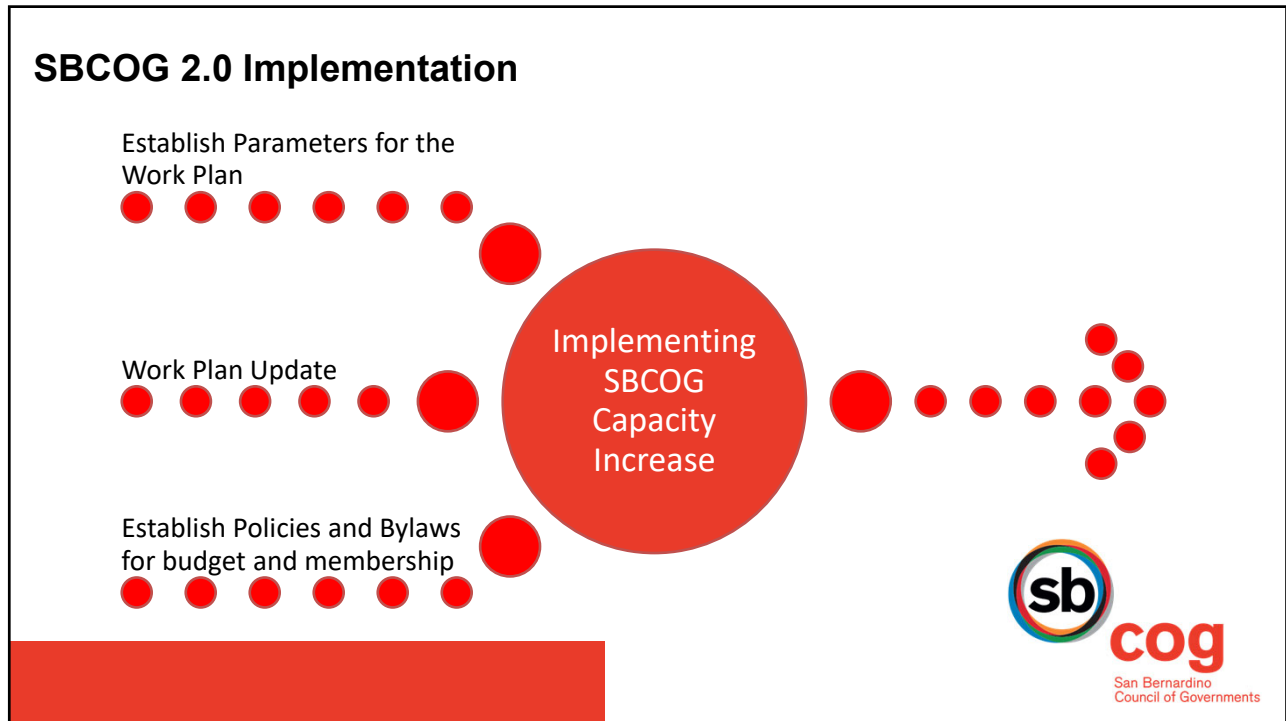 SBCOG 2.0 Implementation
Establish Parameters for the
Work Plan
Work Plan Update
Establish Policies and Bylaws
for budget and membership
Implementing
SBCOG
Capacity
Increase
sb
cog
San Bernardino
Council of Governments